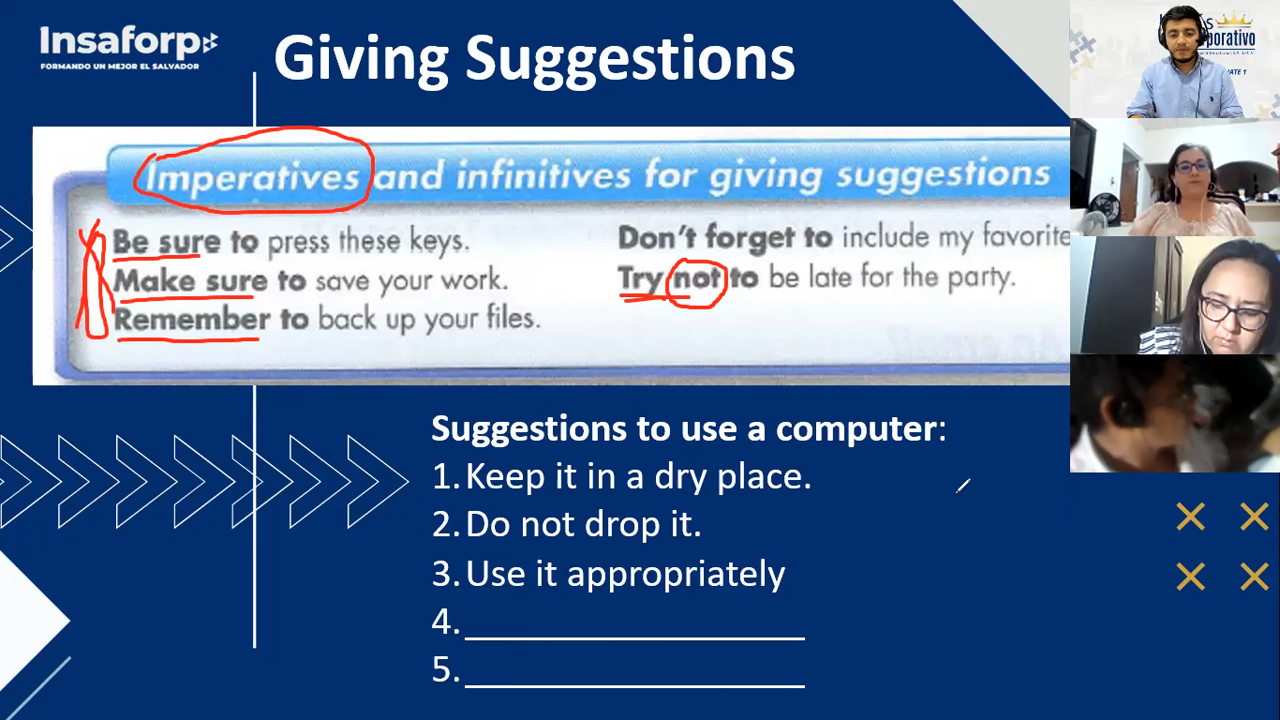 Insaforp
FORMANDO UN MEJOR EL SALVADOR
Giving Suggestions
Imperatives and infinitives for giving suggestions
Be sure to press these keys.
Make sure to save your work.
Remember to back up your files.
Don't forget to include my favorite
Try not to be late for the party.
Suggestions to use a computer:
1. Keep it in a dry place.
2. Do not drop it.
3. Use it appropriately
4.
5.